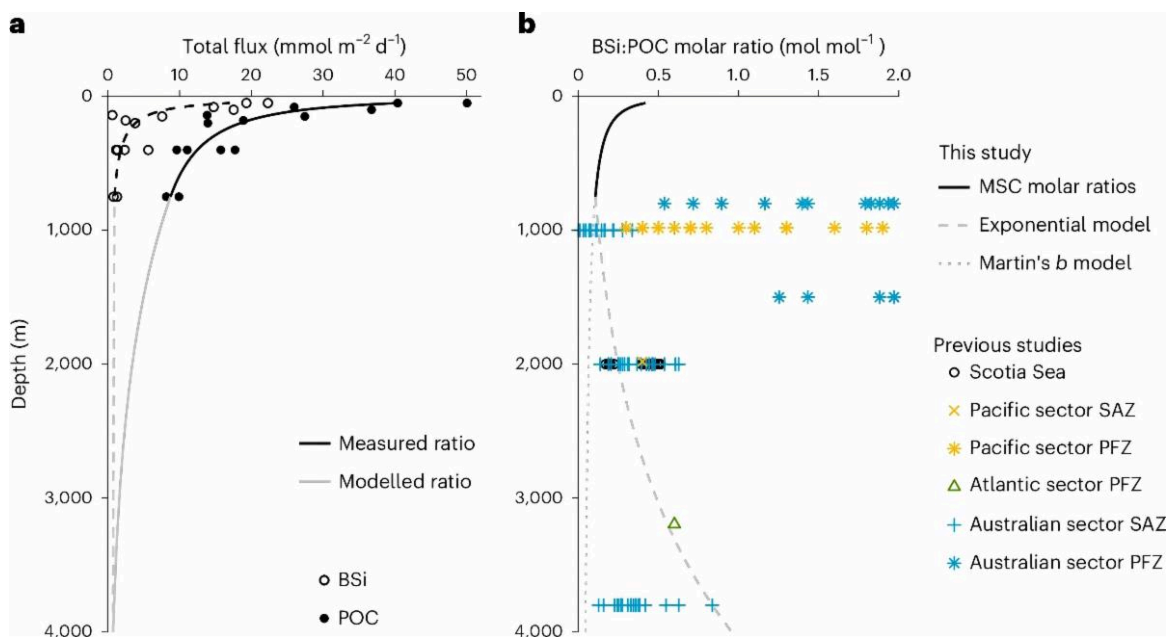 a
Total flux (mmol m⁻² d⁻¹)
0 10 20 30 40 50
0
1,000
2,000
3,000
4,000
Depth (m)
Measured ratio
Modelled ratio
BSi
POC
b
BSi:POC molar ratio (mol mol⁻¹)
0 0.5 1.0 1.5 2.0
0
1,000
2,000
3,000
4,000
This study
MSC molar ratios
Exponential model
Martin's b model
Previous studies
Scotia Sea
Pacific sector SAZ
Pacific sector PFZ
Atlantic sector PFZ
Australian sector SAZ
Australian sector PFZ